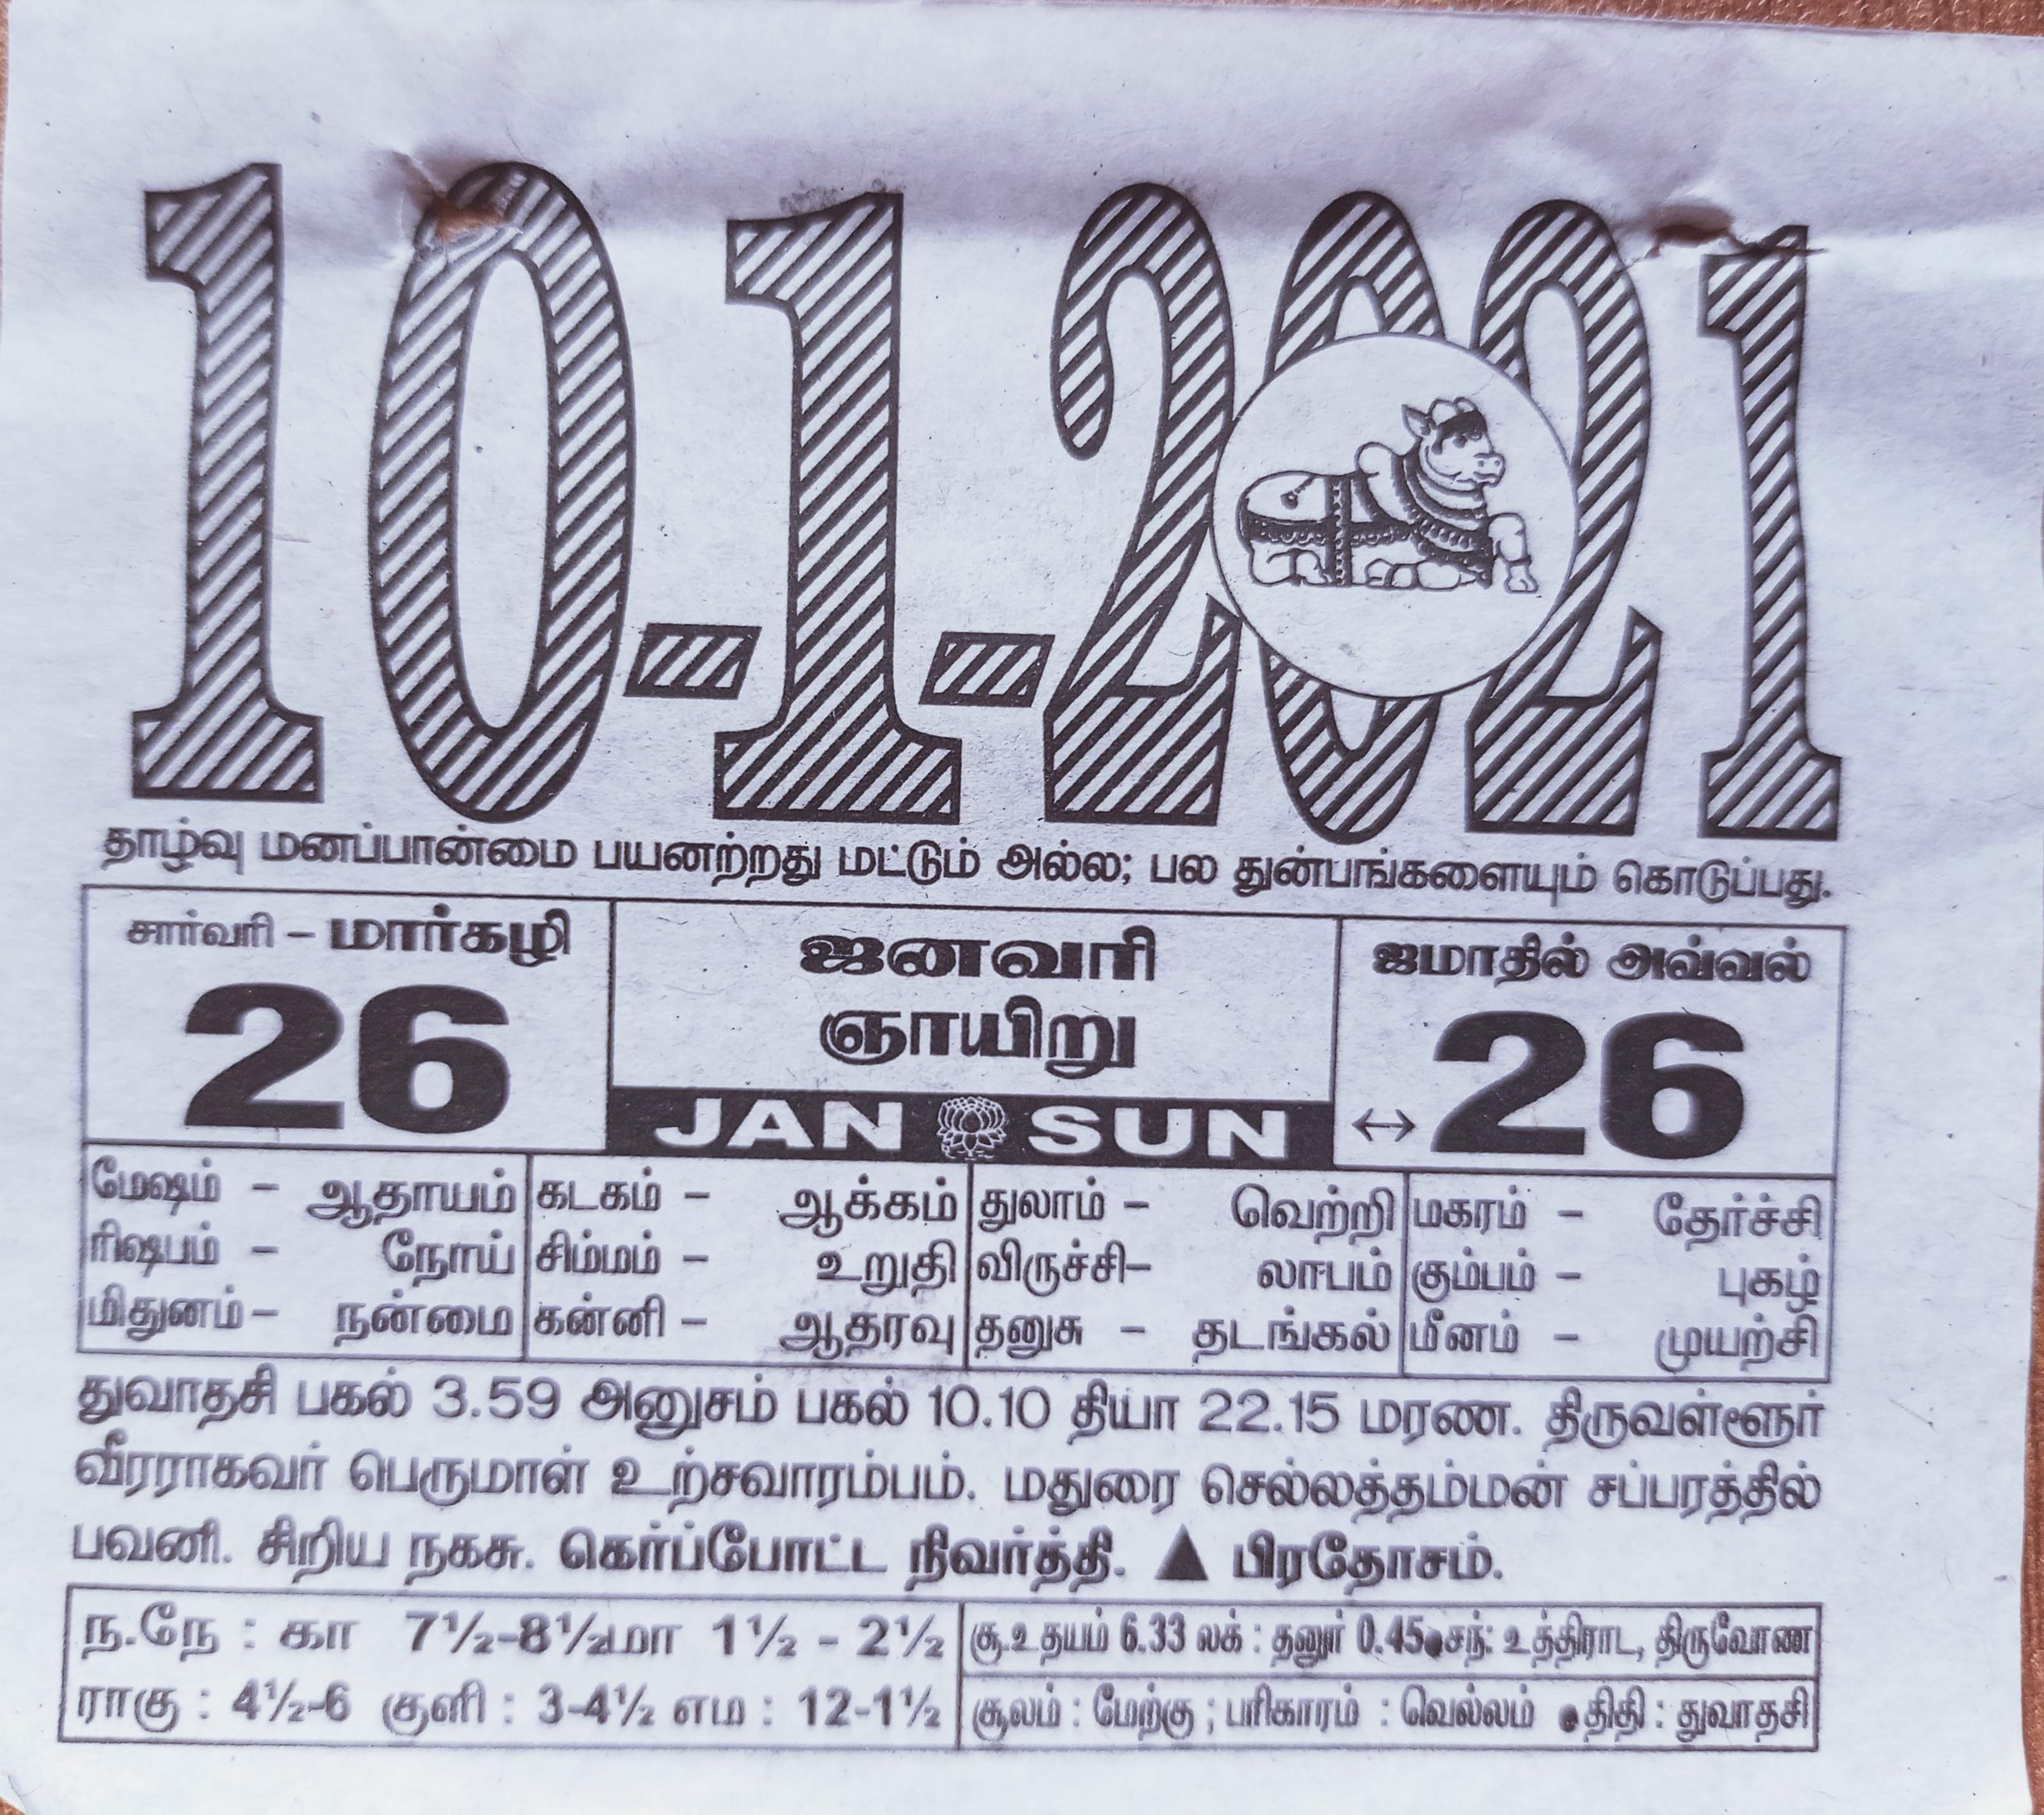 10-1-2021
தாழ்வு மனப்பான்மை பயனற்றது மட்டும் அல்ல; பல துன்பங்களையும் கொடுப்பது.
சார்வரி – மார்கழி
26
ஜனவரி
ஞாயிறு
JAN SUN
ஜமாதில் அவ்வல்
↔ 26
மேஷம் – ஆதாயம் கடகம் – ஆக்கம் துலாம் – வெற்றி மகரம் – தேர்ச்சி
ரிஷபம் – நோய் சிம்மம் – உறுதி விருச்சி– லாபம் கும்பம் – புகழ்
மிதுனம் – நன்மை கன்னி – ஆதரவு தனுசு – தடங்கல் மீனம் – முயற்சி
துவாதசி பகல் 3.59 அனுசம் பகல் 10.10 தியா 22.15 மரண. திருவள்ளூர்
வீரராகவர் பெருமாள் உற்சவாரம்பம். மதுரை செல்லத்தம்மன் சப்பரத்தில்
பவனி. சிறிய நகசு. கெர்ப்போட்ட நிவர்த்தி. ▲ பிரதோசம்.
ந.நே : கா 7½-8½மா 1½ - 2½
ராகு : 4½-6 குளி : 3-4½ எம : 12-1½
சூ.உதயம் 6.33 லக் : தனுர் 0.45●சந்: உத்திராட, திருவோண
சூலம் : மேற்கு ; பரிகாரம் : வெல்லம் ●திதி : துவாதசி